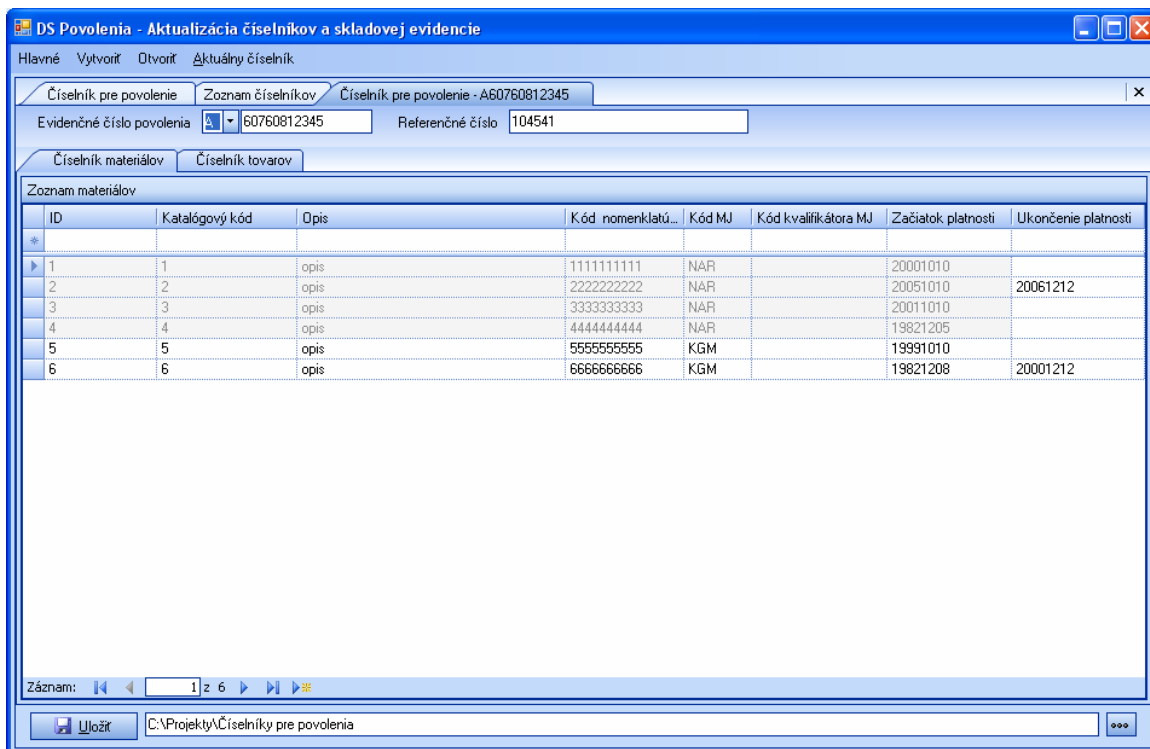 DS Povolenia - Aktualizácia číselníkov a skladovej evidencie
Hlavné Vytvoriť Otvoriť Aktuálny číselník
Číselník pre povolenie Zoznam číselníkov Číselník pre povolenie - A60760812345
Evidenčné číslo povolenia A 60760812345 Referenčné číslo 104541
Číselník materiálov Číselník tovarov
Zoznam materiálov
ID Katalógový kód Opis Kód nomenklatú... Kód MJ Kód kvalifikátora MJ Začiatok platnosti Ukončenie platnosti
1 1 opis 1111111111 NAR 20001010
2 2 opis 2222222222 NAR 20051010 20061212
3 3 opis 3333333333 NAR 20011010
4 4 opis 4444444444 NAR 19821205
5 5 opis 5555555555 KGM 19991010
6 6 opis 6666666666 KGM 19821208 20001212
Záznam: 1 z 6
Uložiť C:\Projekty\Číselníky pre povolenia